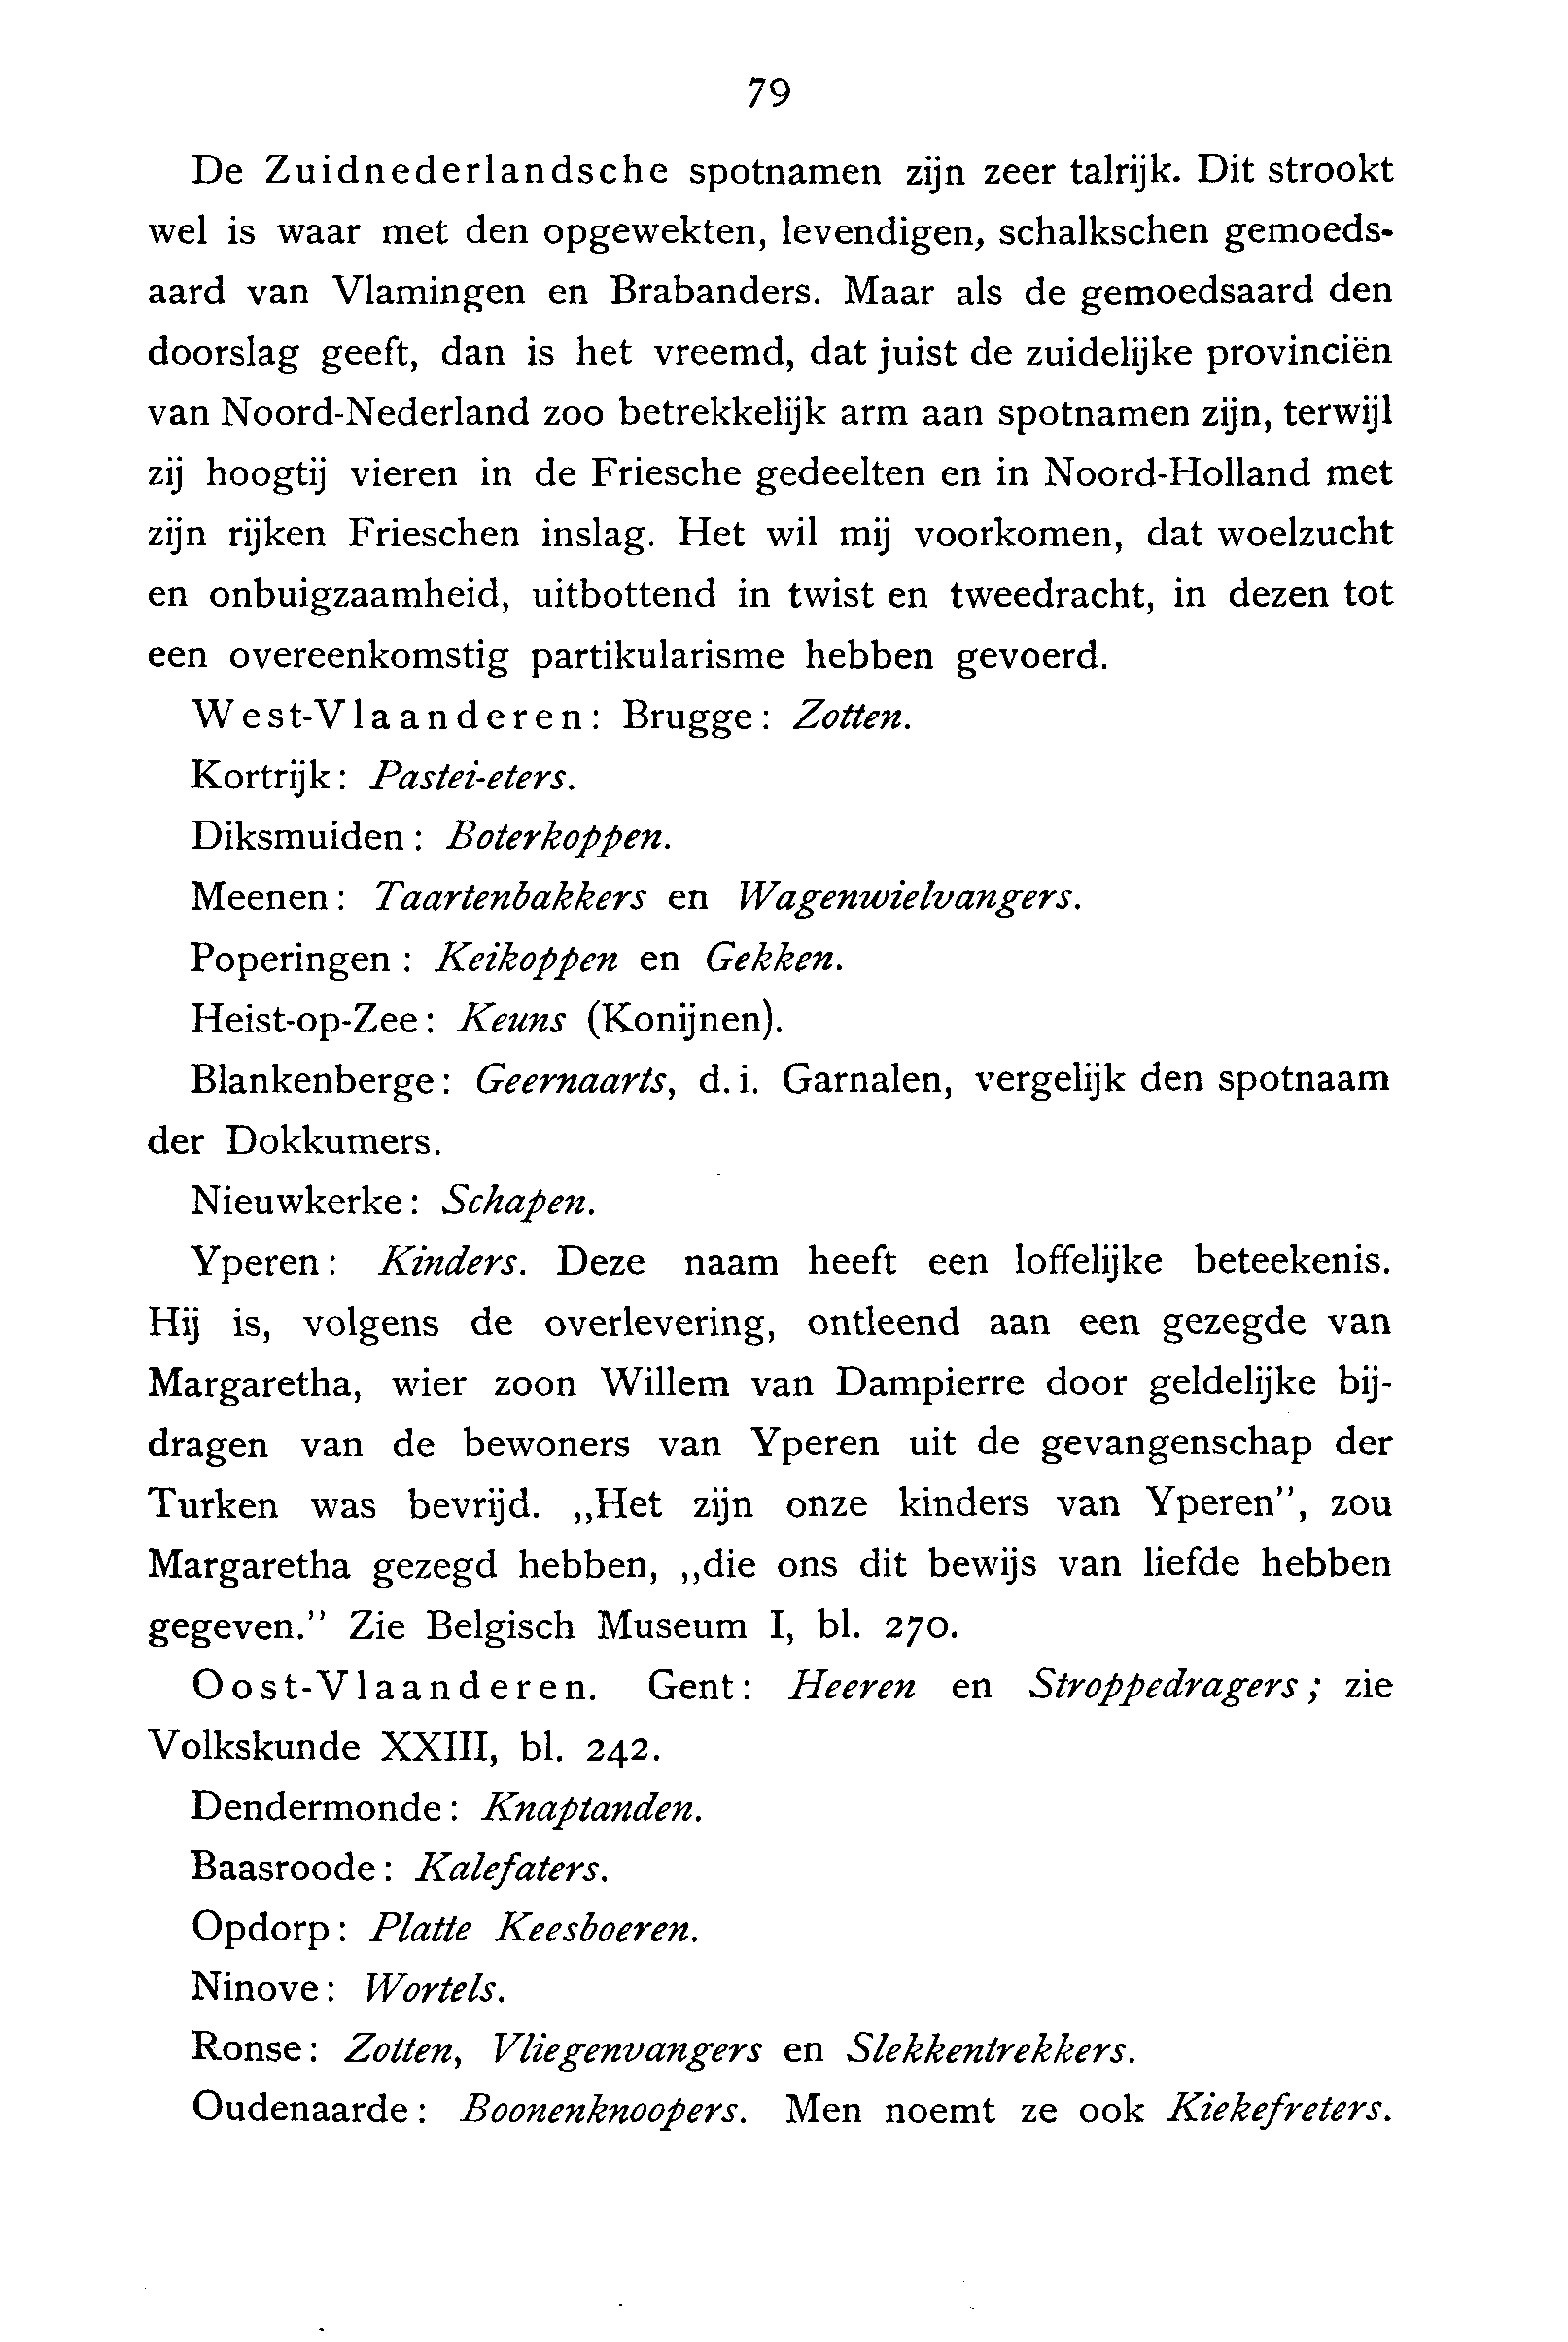 79
De Zuidnederlandsche spotnamen zijn zeer talrijk. Dit strookt
wel is waar met den opgewekten, levendigen, schalkschen gemoeds-
aard van Vlamingen en Brabanders. Maar als de gemoedsaard den
doorslag geeft, dan is het vreemd, dat juist de zuidelijke provinciën
van Noord-Nederland zoo betrekkelijk arm aan spotnamen zijn, terwijl
zij hoogtij vieren in de Friesche gedeelten en in Noord-Holland met
zijn rijken Frieschen inslag. Het wil mij voorkomen, dat woelzucht
en onbuigzaamheid, uitbottend in twist en tweedracht, in dezen tot
een overeenkomstig partikularisme hebben gevoerd.
West-Vlaanderen: Brugge: Zotten.
Kortrijk: Pastei-eters.
Diksmuiden: Boterkoppen.
Meenen: Taartenbakkers en Wagenwielvangers.
Poperingen: Keikoppen en Gekken.
Heist-op-Zee: Keuns (Konijnen).
Blankenberge: Geernaarts, d. i. Garnalen, vergelijk den spotnaam
der Dokkumers.
Nieuwkerke: Schapen.
Yperen: Kinders. Deze naam heeft een loffelijke beteekenis.
Hij is, volgens de overlevering, ontleend aan een gezegde van
Margaretha, wier zoon Willem van Dampierre door geldelijke bij-
dragen van de bewoners van Yperen uit de gevangenschap der
Turken was bevrijd. „Het zijn onze kinders van Yperen”, zou
Margaretha gezegd hebben, „die ons dit bewijs van liefde hebben
gegeven.” Zie Belgisch Museum I, bl. 270.
Oost-Vlaanderen. Gent: Heeren en Stroppedragers; zie
Volkskunde XXIII, bl. 242.
Dendermonde: Knaptanden.
Baasroode: Kalefaters.
Opdorp: Platte Keesboeren.
Ninove: Wortels.
Ronse: Zotten, Vliegenvangers en Slekkentrekkers.
Oudenaarde: Boonenknoopers. Men noemt ze ook Kiekefreters.